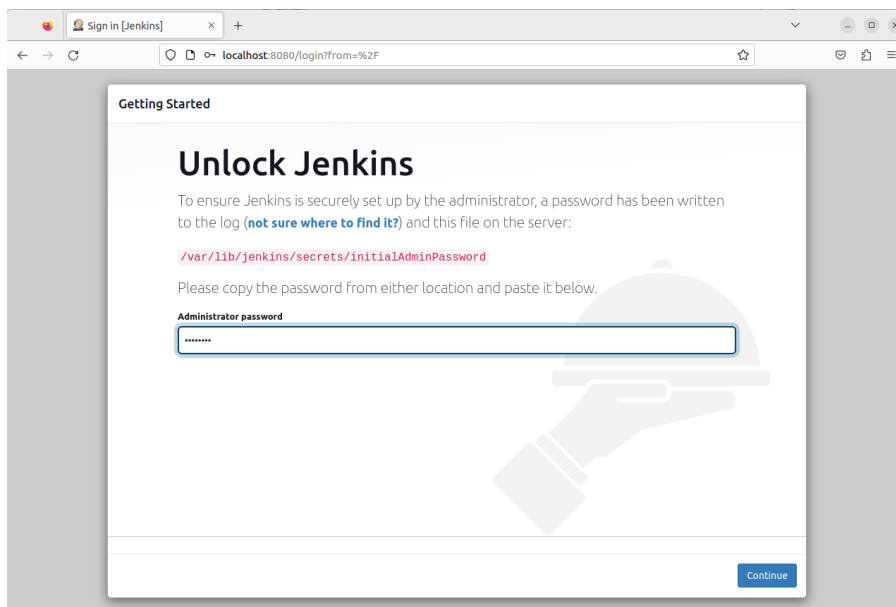 Sign in [Jenkins]
localhost:8080/login?from=%2F
Getting Started
Unlock Jenkins
To ensure Jenkins is securely set up by the administrator, a password has been written
to the log (not sure where to find it?) and this file on the server:
/var/lib/jenkins/secrets/initialAdminPassword
Please copy the password from either location and paste it below.
Administrator password
••••••••
Continue